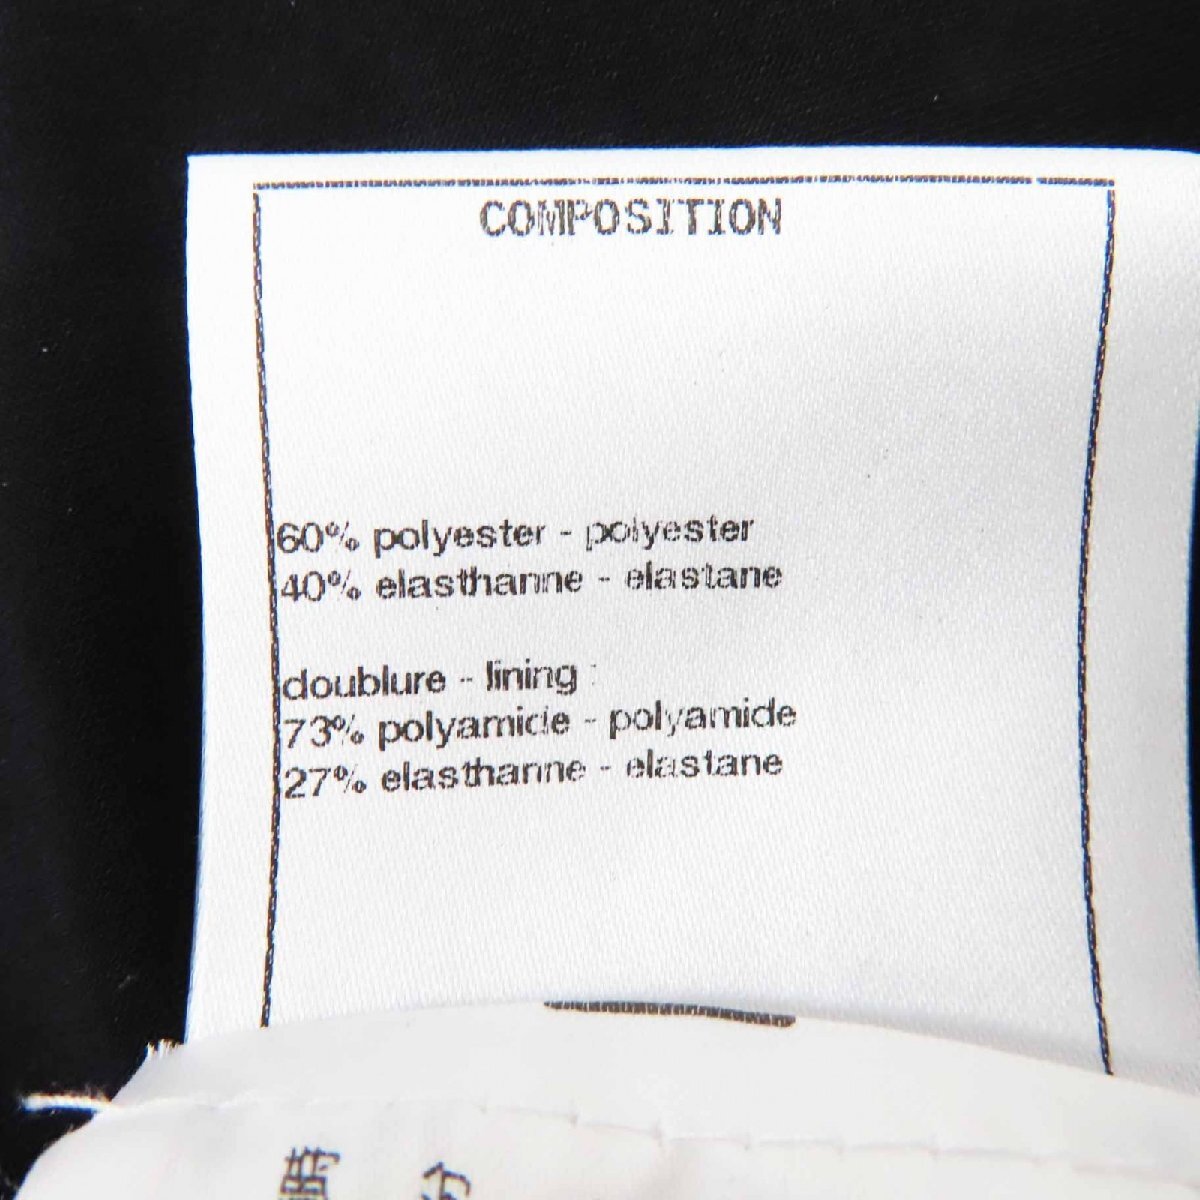 COMPOSITION
60% polyester - polyester
40% elasthanne - elastane
doublure - lining :
73% polyamide - polyamide
27% elasthanne - elastane